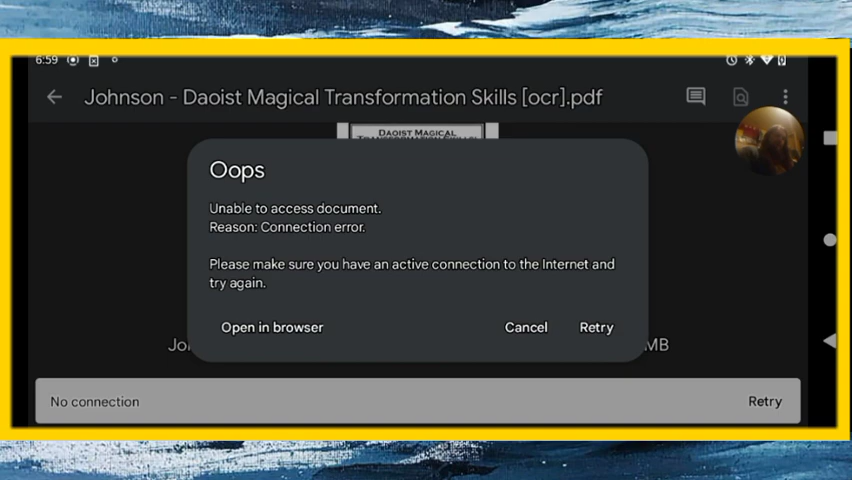 6:59
Johnson - Daoist Magical Transformation Skills [ocr].pdf
DAOIST MAGICAL
TRANSFORMATION SKILLS
Oops
Unable to access document.
Reason: Connection error.
Please make sure you have an active connection to the Internet and
try again.
Open in browser
Cancel
Retry
MB
No connection
Retry